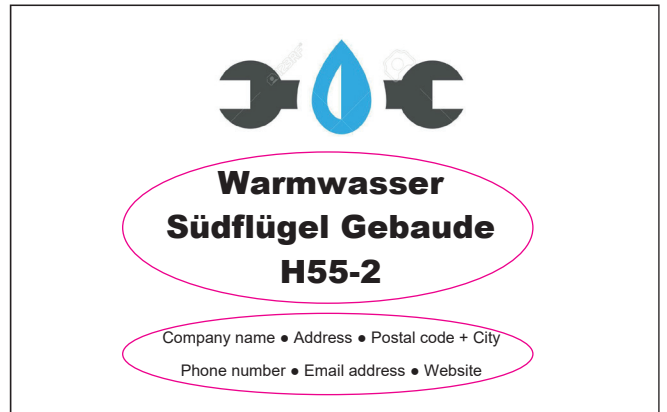 Warmwasser
Südflügel Gebaude
H55-2
Company name ● Address ● Postal code + City
Phone number ● Email address ● Website